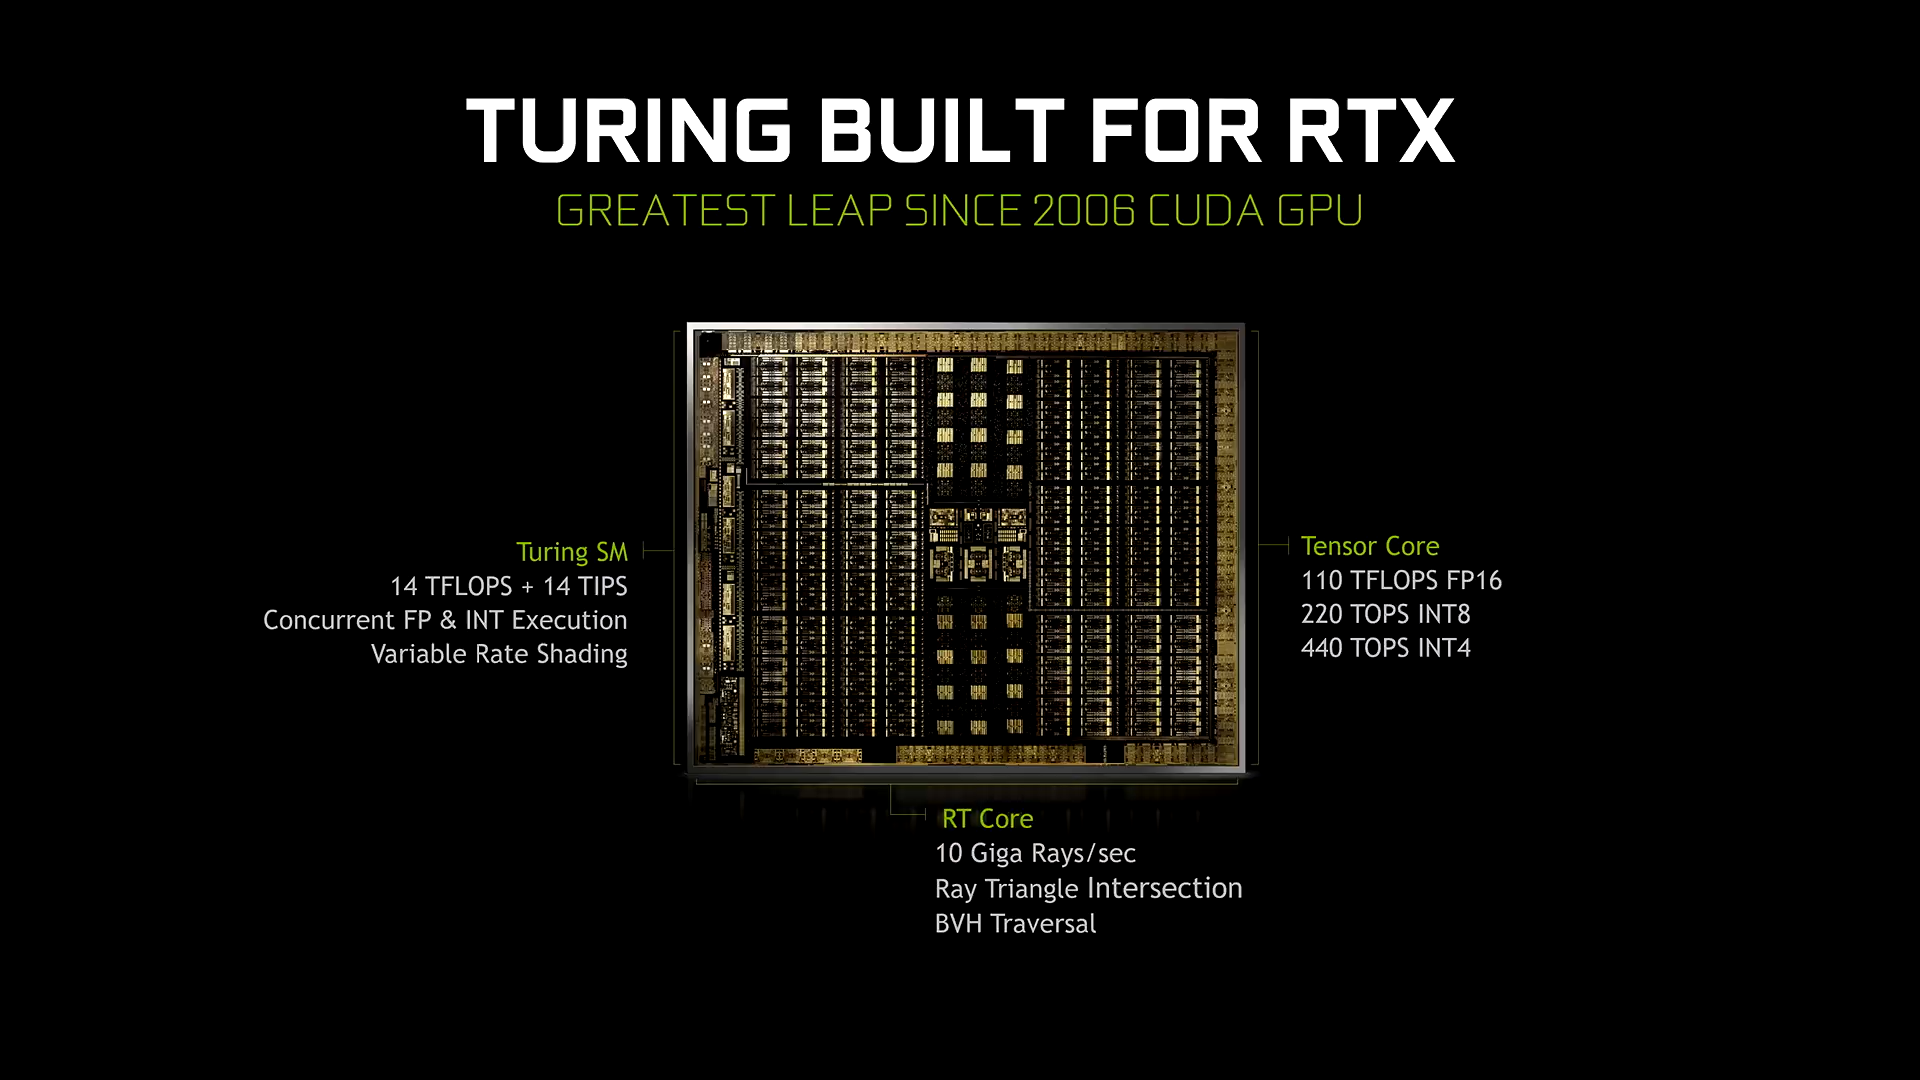 TURING BUILT FOR RTX
GREATEST LEAP SINCE 2006 CUDA GPU
Turing SM
14 TFLOPS + 14 TIPS
Concurrent FP & INT Execution
Variable Rate Shading
Tensor Core
110 TFLOPS FP16
220 TOPS INT8
440 TOPS INT4
RT Core
10 Giga Rays/sec
Ray Triangle Intersection
BVH Traversal